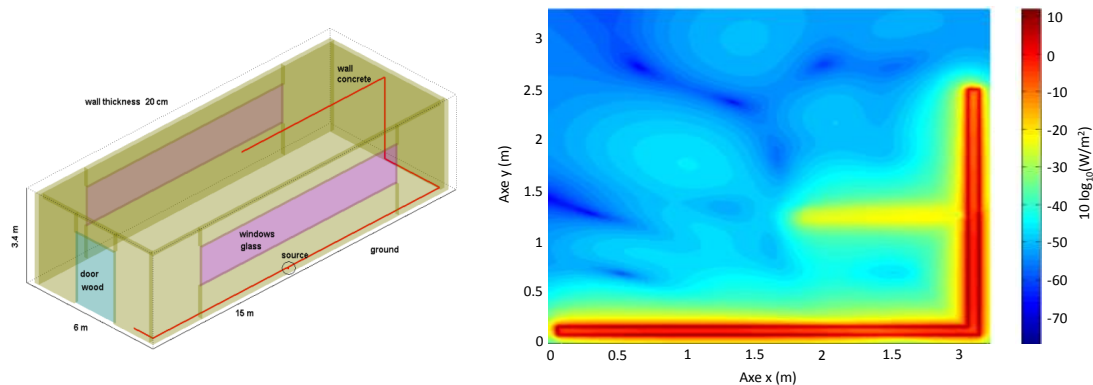 wall
concrete
wall thickness 20 cm
3.4 m
windows
glass
source
ground
door
wood
15 m
6 m
3
2.5
2
1.5
1
0.5
0
Axe y (m)
0
0.5
1
1.5
2
2.5
3
Axe x (m)
10
0
-10
-20
-30
-40
-50
-60
-70
10 log10(W/m²)